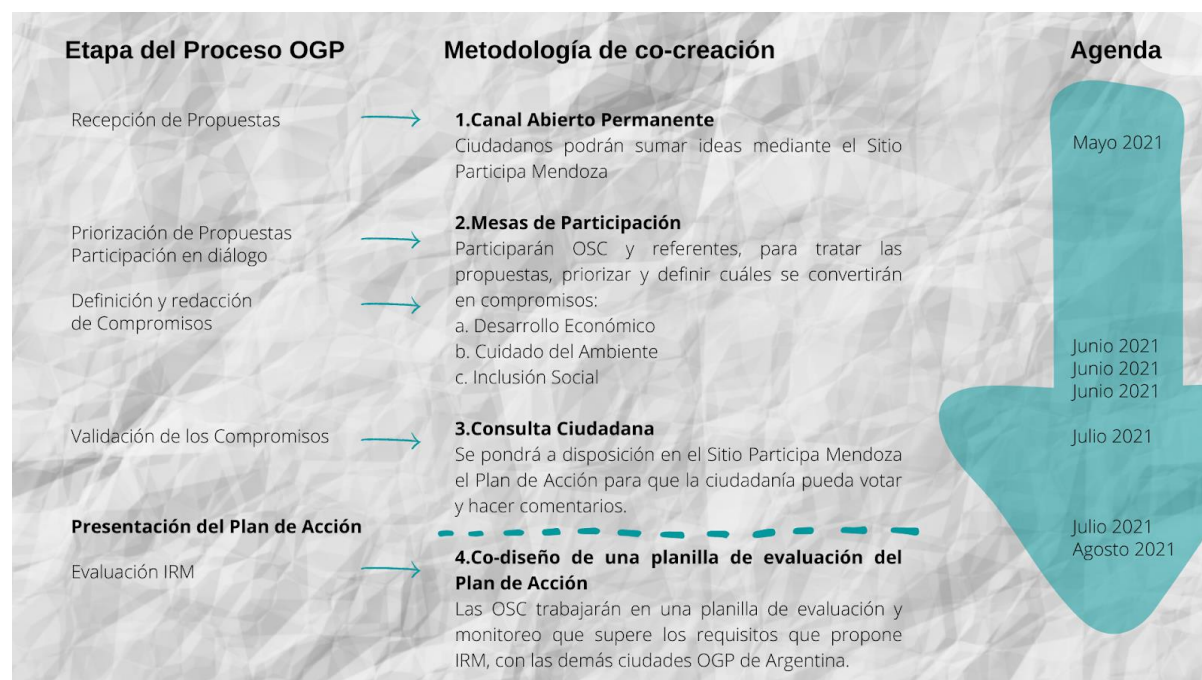 Etapa del Proceso OGP
Metodología de co-creación
Agenda
Recepción de Propuestas
1.Canal Abierto Permanente
Ciudadanos podrán sumar ideas mediante el Sitio
Participa Mendoza
Mayo 2021
Priorización de Propuestas
Participación en diálogo
Definición y redacción
de Compromisos
2.Mesas de Participación
Participarán OSC y referentes, para tratar las
propuestas, priorizar y definir cuáles se convertirán
en compromisos:
a. Desarrollo Económico
b. Cuidado del Ambiente
c. Inclusión Social
Junio 2021
Junio 2021
Junio 2021
Validación de los Compromisos
3.Consulta Ciudadana
Se pondrá a disposición en el Sitio Participa Mendoza
el Plan de Acción para que la ciudadanía pueda votar
y hacer comentarios.
Julio 2021
Presentación del Plan de Acción
Julio 2021
Evaluación IRM
4.Co-diseño de una planilla de evaluación del
Plan de Acción
Las OSC trabajarán en una planilla de evaluación y
monitoreo que supere los requisitos que propone
IRM, con las demás ciudades OGP de Argentina.
Agosto 2021